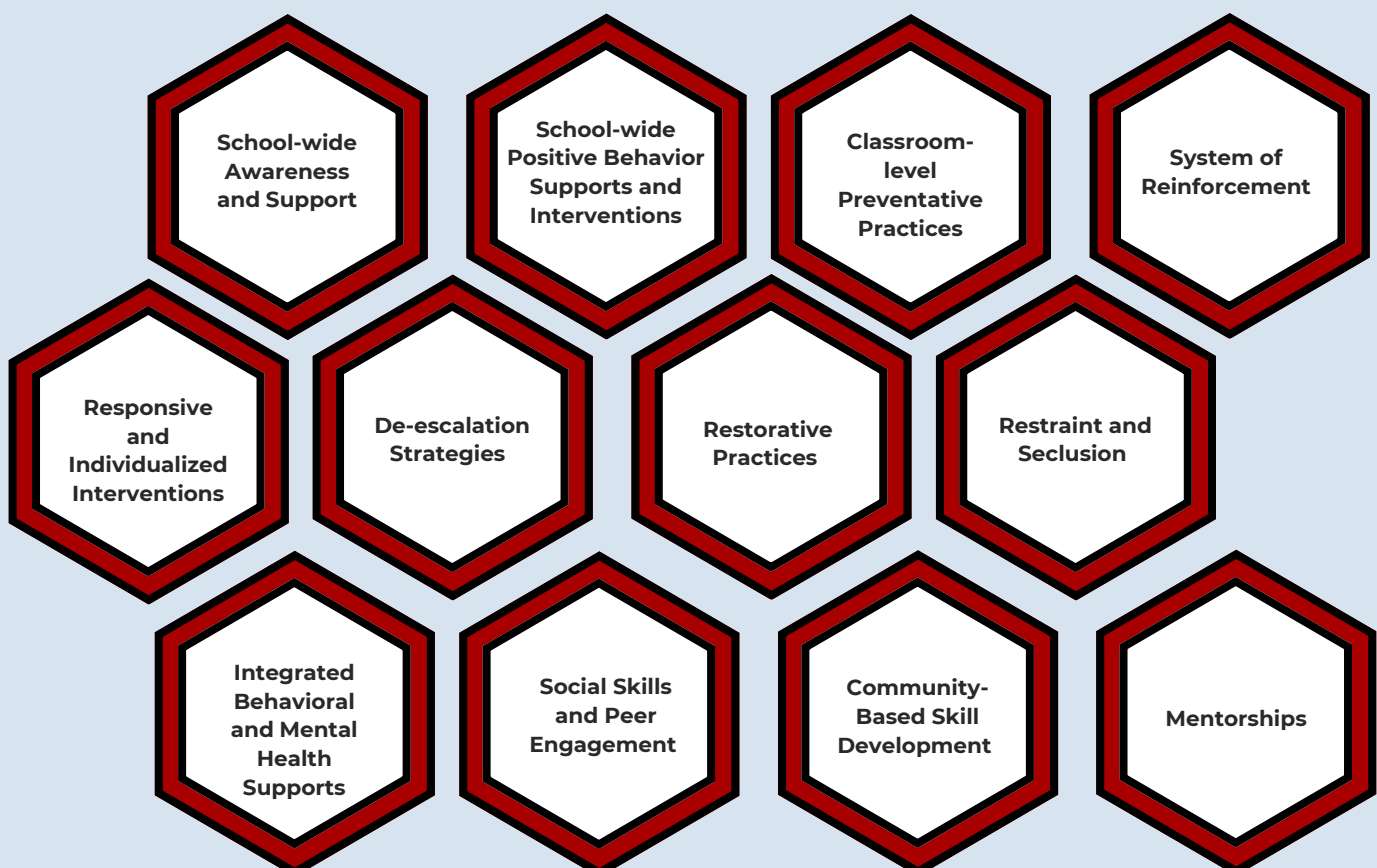 School-wide
Awareness
and Support
School-wide
Positive Behavior
Supports and
Interventions
Classroom-
level
Preventative
Practices
System of
Reinforcement
Responsive
and
Individualized
Interventions
De-escalation
Strategies
Restorative
Practices
Restraint and
Seclusion
Integrated
Behavioral
and Mental
Health
Supports
Social Skills
and Peer
Engagement
Community-
Based Skill
Development
Mentorships